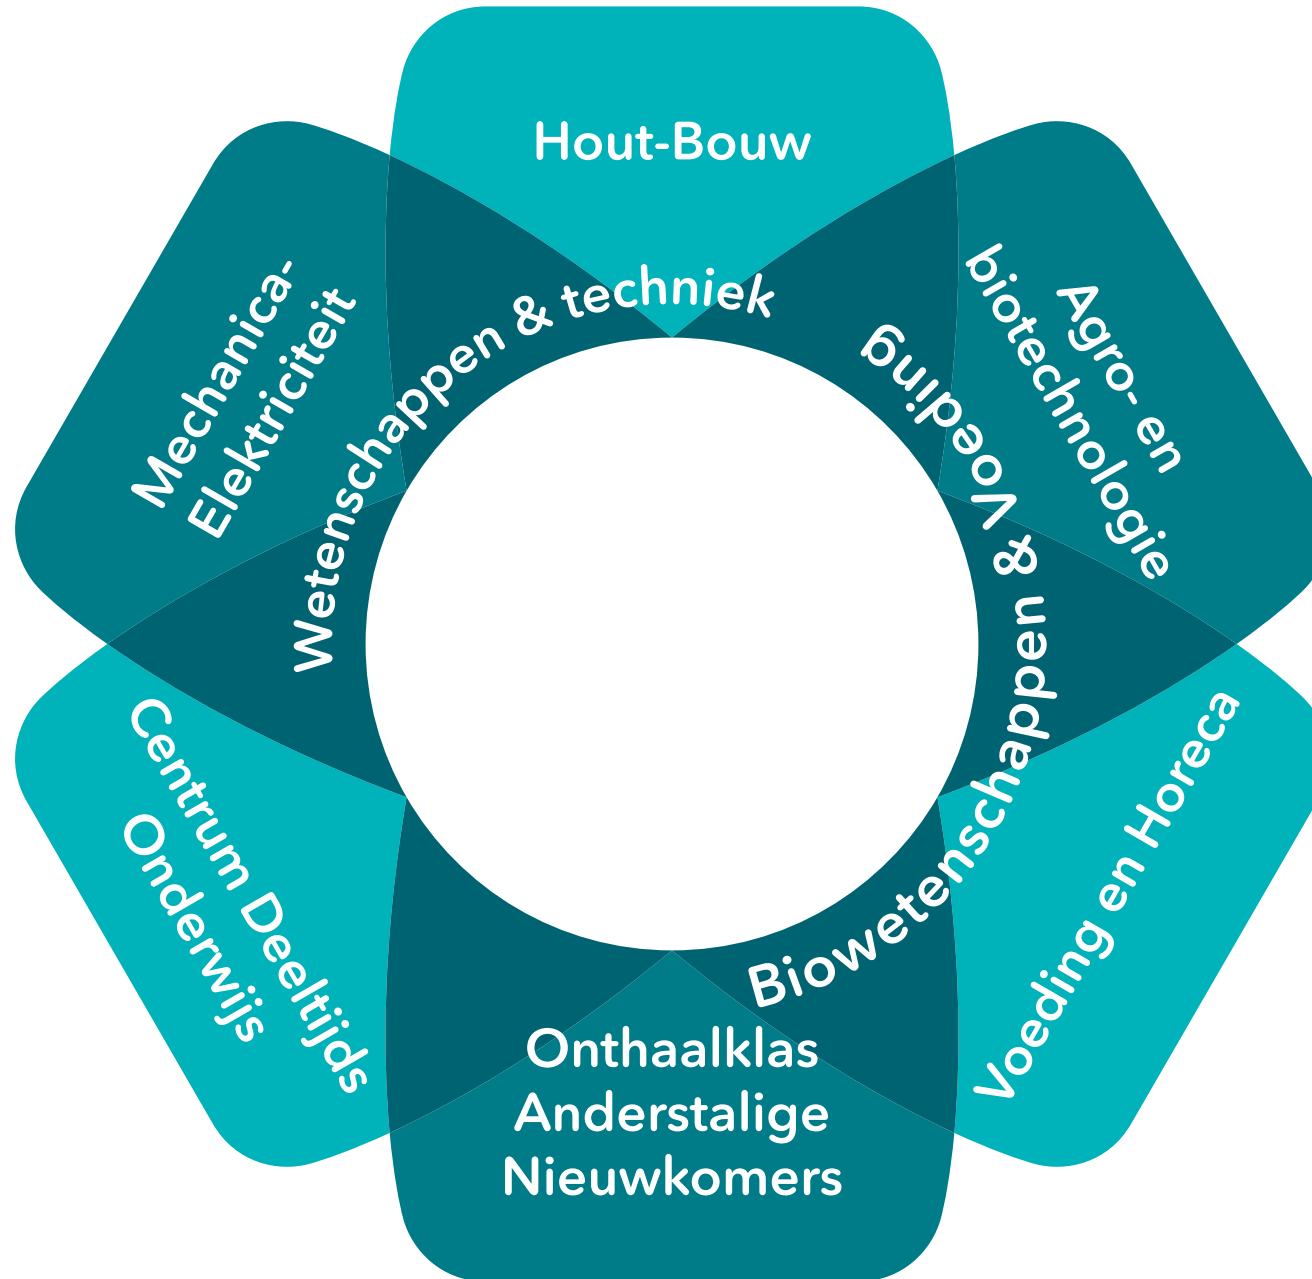 Hout-Bouw
Agro- en
biotechnologie
Voeding en Horeca
Onthaalklas
Anderstalige
Nieuwkomers
Centrum Deeltijds
Onderwijs
Mechanica-
Elektriciteit
Wetenschappen & techniek
Biowetenschappen & Voeding